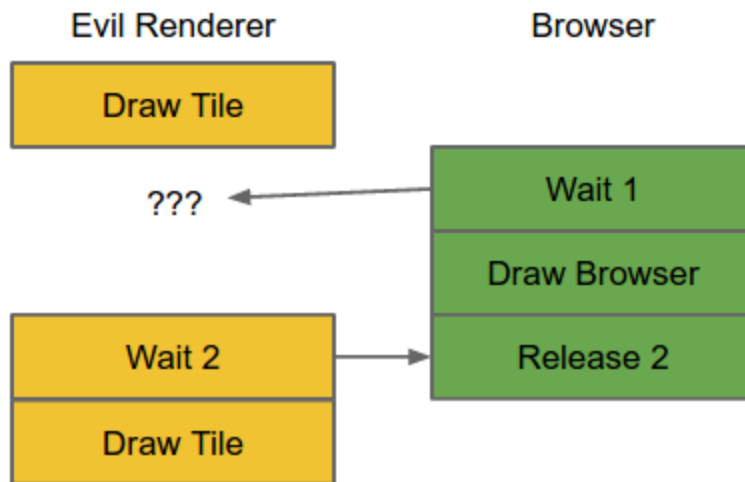 Evil Renderer
Browser
Draw Tile
Wait 1
???
Draw Browser
Wait 2
Release 2
Draw Tile